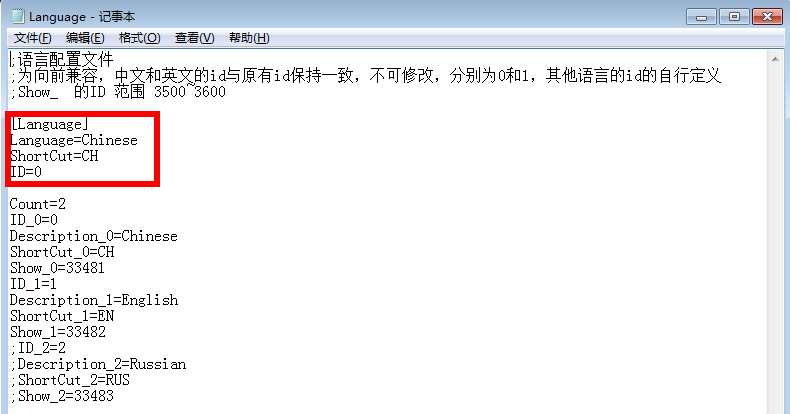 Language - 记事本
文件(F) 编辑(E) 格式(O) 查看(V) 帮助(H)
;语言配置文件
;为向前兼容，中文和英文的id与原有id保持一致，不可修改，分别为0和1，其他语言的id的自行定义
;Show_ 的ID 范围 3500~3600
[Language]
Language=Chinese
ShortCut=CH
ID=0
Count=2
ID_0=0
Description_0=Chinese
ShortCut_0=CH
Show_0=33481
ID_1=1
Description_1=English
ShortCut_1=EN
Show_1=33482
;ID_2=2
;Description_2=Russian
;ShortCut_2=RUS
;Show_2=33483